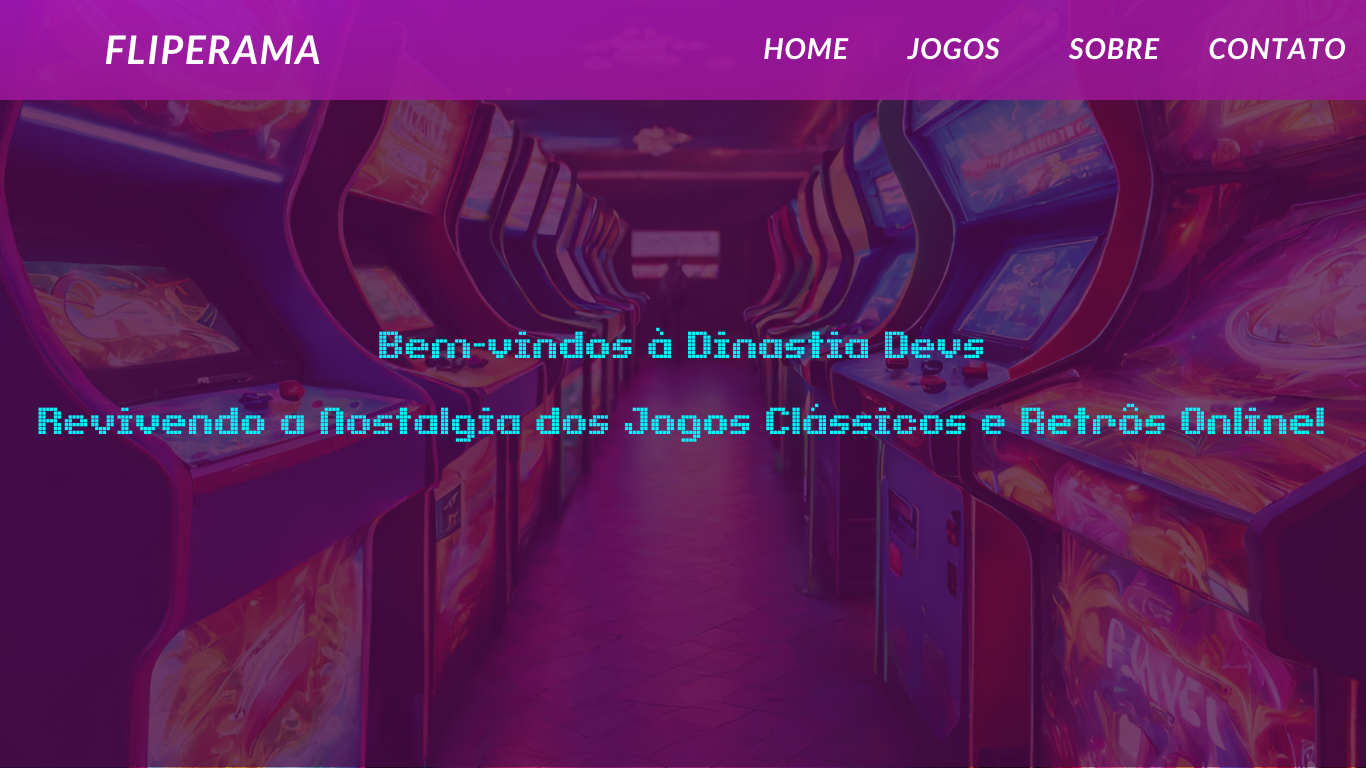 FLIPERAMA HOME JOGOS SOBRE CONTATO
Bem-vindos à Dinastia Devs
Revivendo a Nostalgia dos Jogos Clássicos e Retrôs Online!